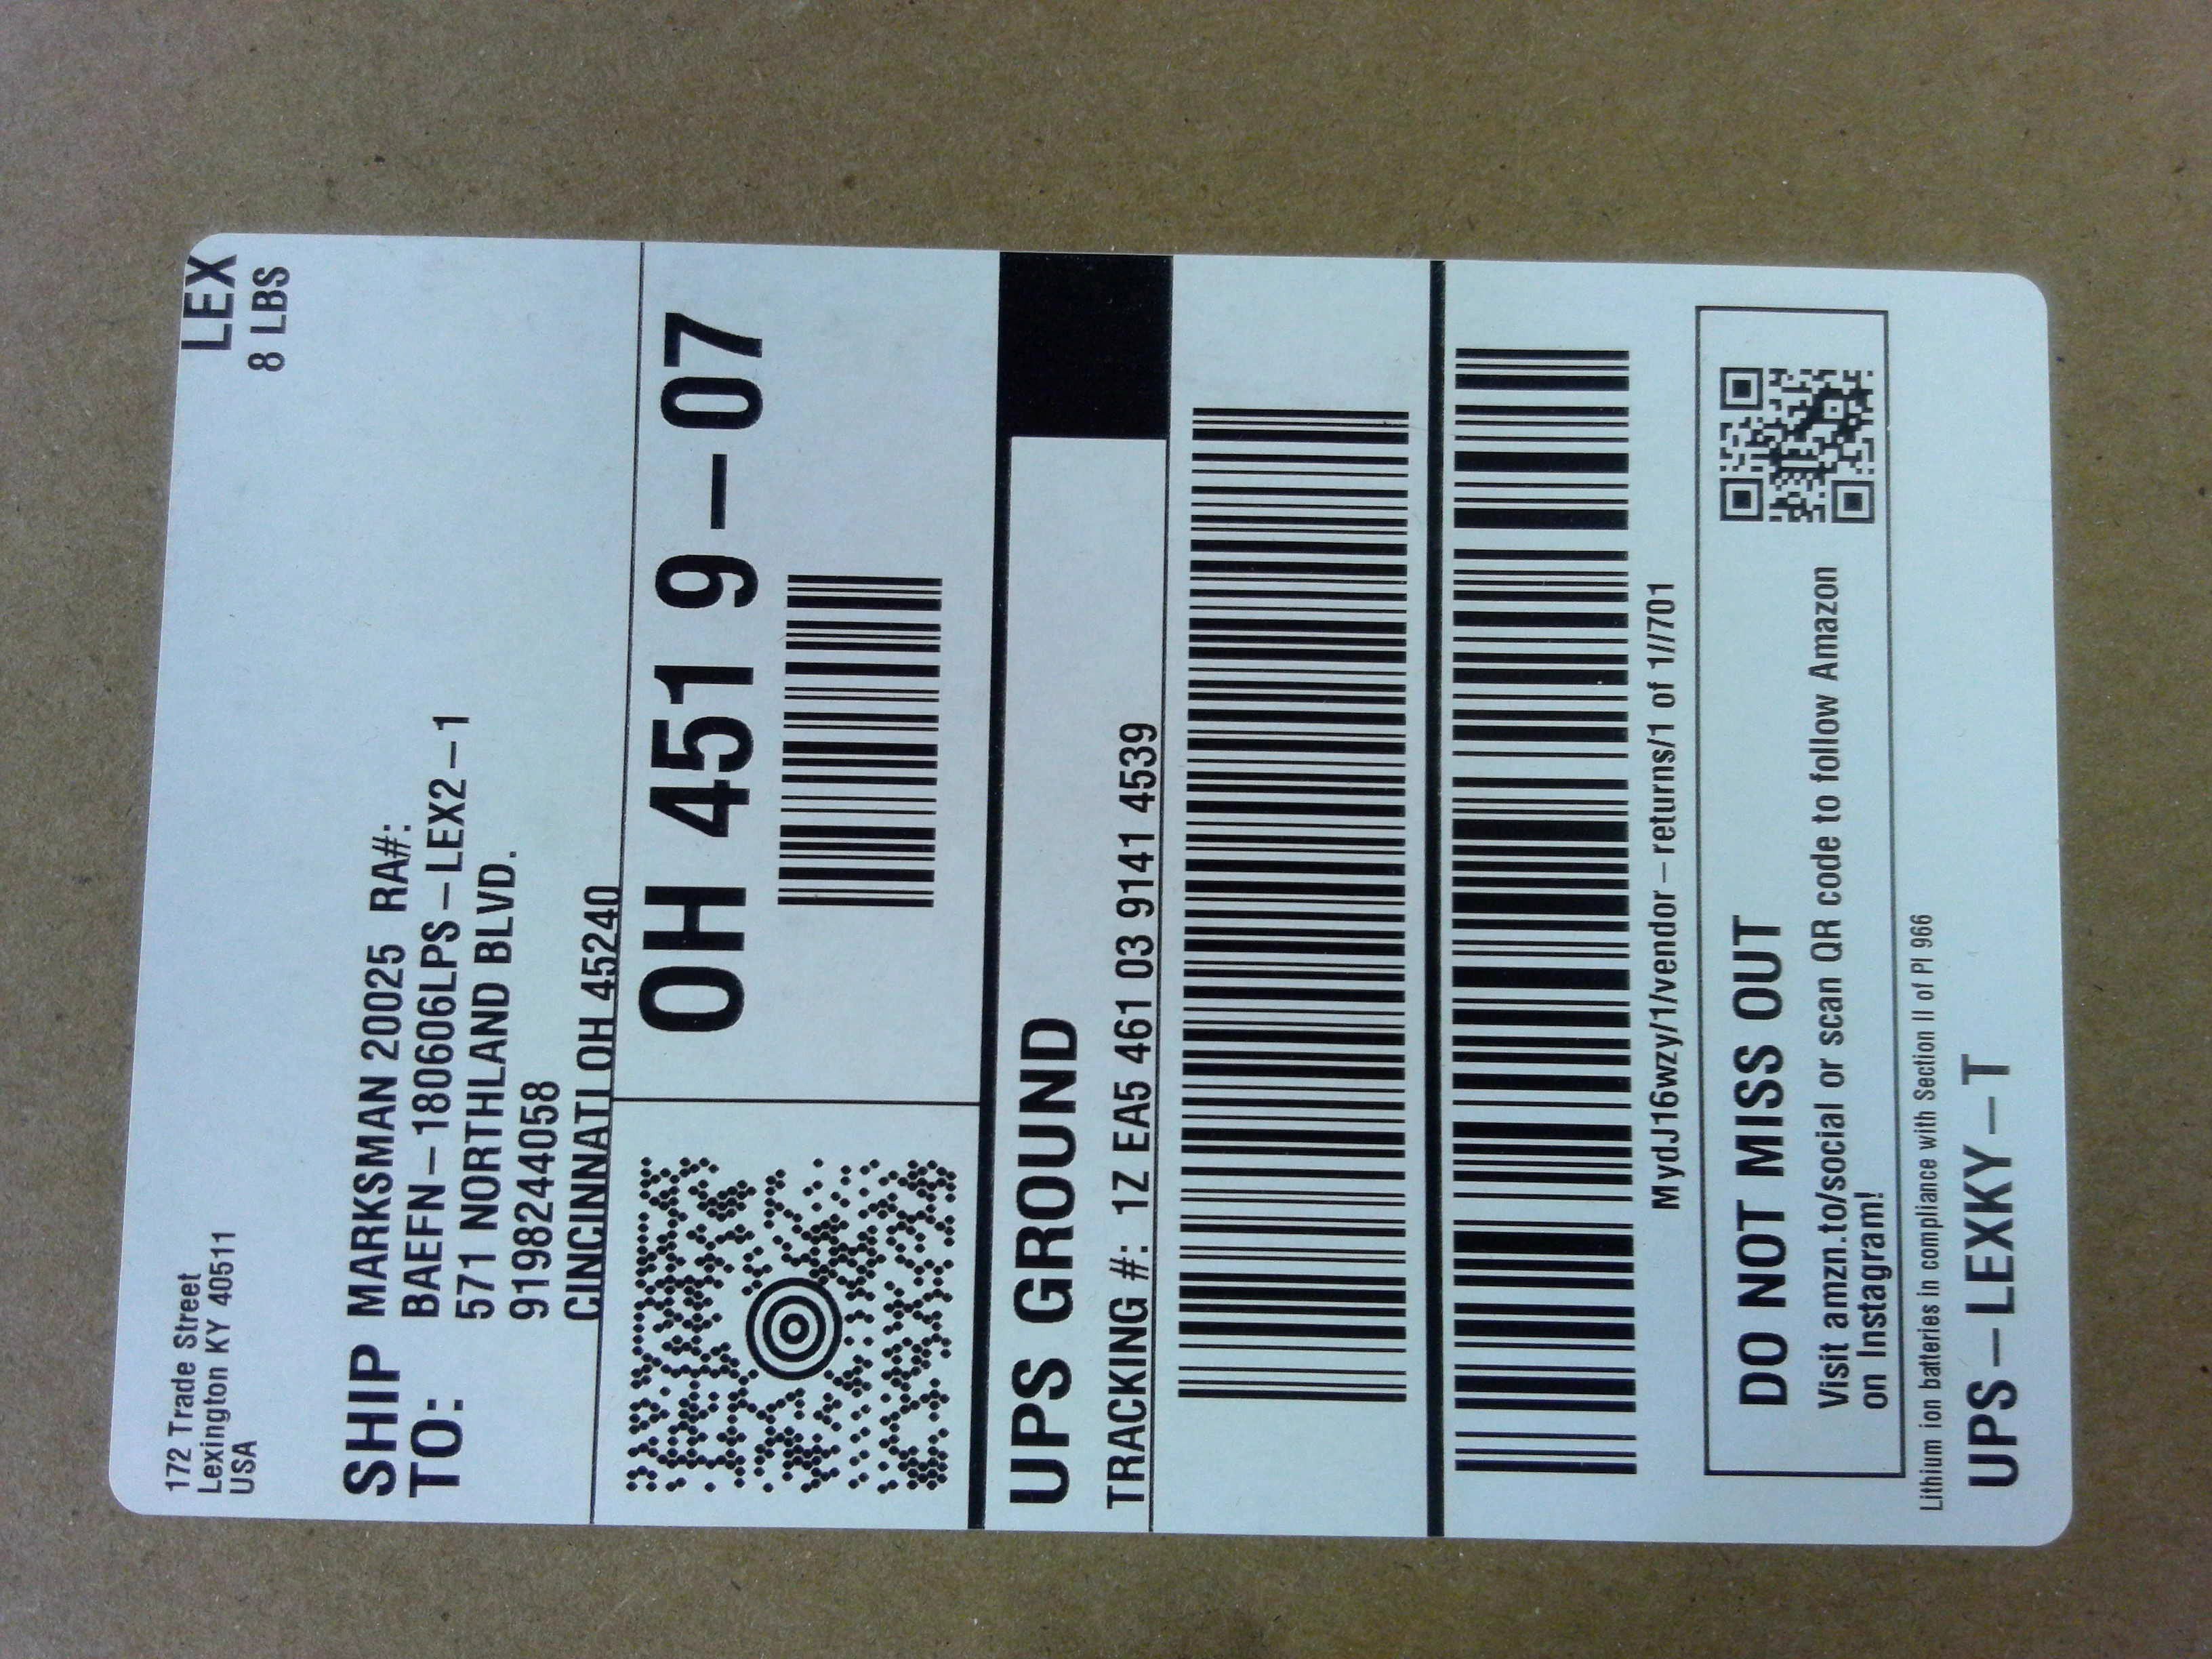 172 Trade Street
Lexington KY 40511
USA
LEX
8 LBS
SHIP TO:
MARKSMAN 20025 RA#:
BAEFN-180606LPS-LEX2-1
571 NORTHLAND BLVD.
9198244058
CINCINNATI OH 45240
OH 451 9-07
UPS GROUND
TRACKING #: 1Z EA5 461 03 9141 4539
MydJ16wzy/1/vendor-returns/1 of 1//701
DO NOT MISS OUT
Visit amzn.to/social or scan QR code to follow Amazon
on Instagram!
Lithium ion batteries in compliance with Section II of PI 966
UPS-LEXKY-T